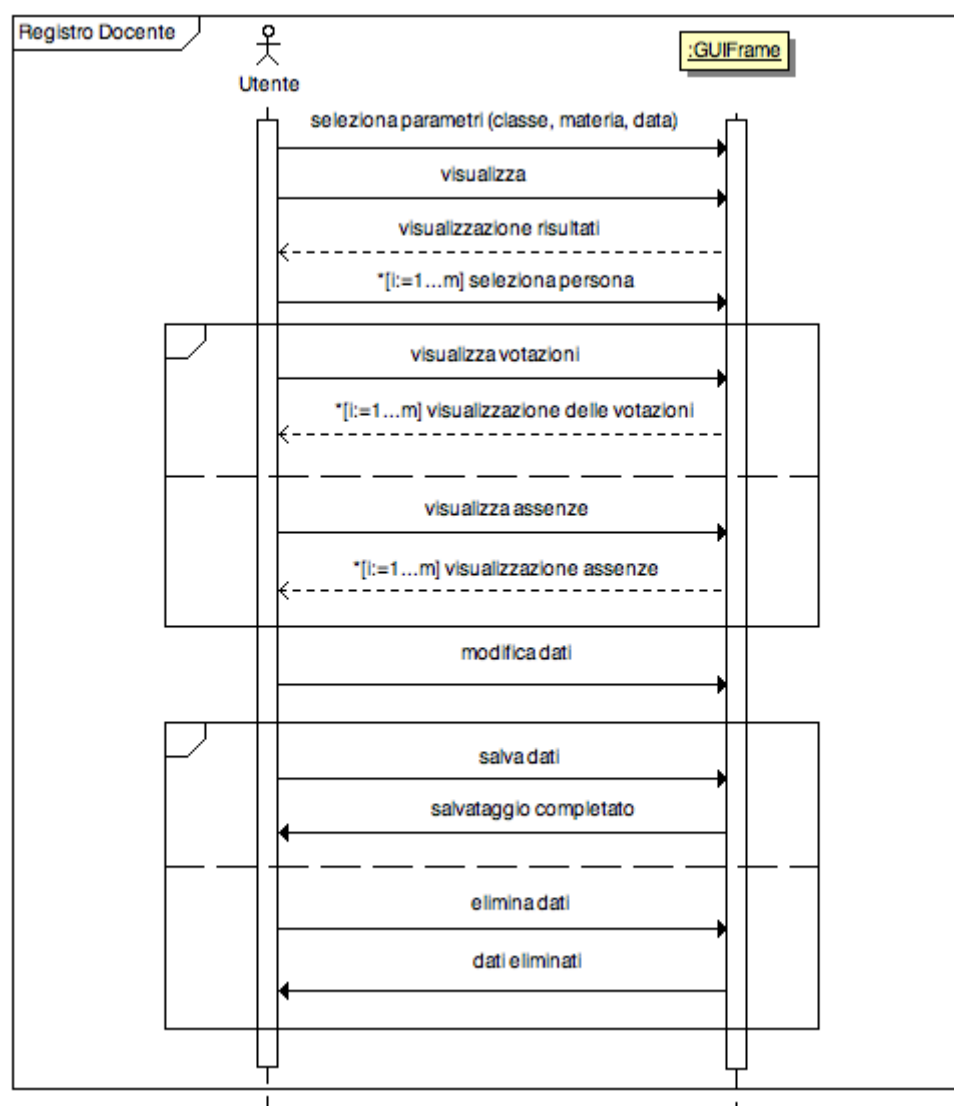 Registro Docente
Utente
:GUIFrame
seleziona parametri (classe, materia, data)
visualizza
visualizzazione risultati
*[i:=1...m] seleziona persona
visualizza votazioni
*[i:=1...m] visualizzazione delle votazioni
visualizza assenze
*[i:=1...m] visualizzazione assenze
modifica dati
salva dati
salvataggio completato
elimina dati
dati eliminati